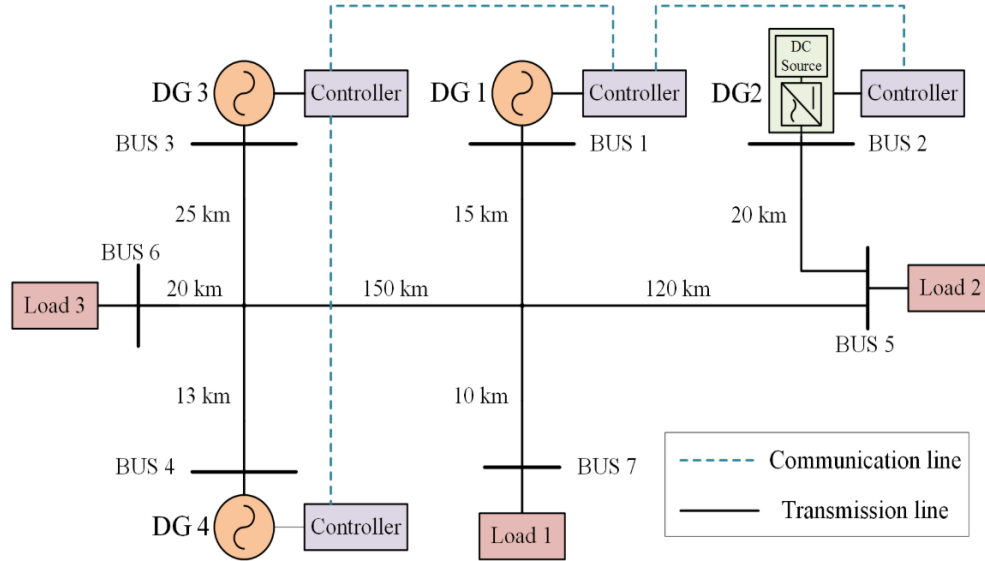 DC
Source
DG 3
Controller
DG 1
Controller
DG2
Controller
BUS 3
BUS 1
BUS 2
25 km
15 km
20 km
BUS 6
Load 3
20 km
150 km
120 km
Load 2
BUS 5
13 km
10 km
BUS 4
BUS 7
DG 4
Controller
Load 1
Communication line
Transmission line